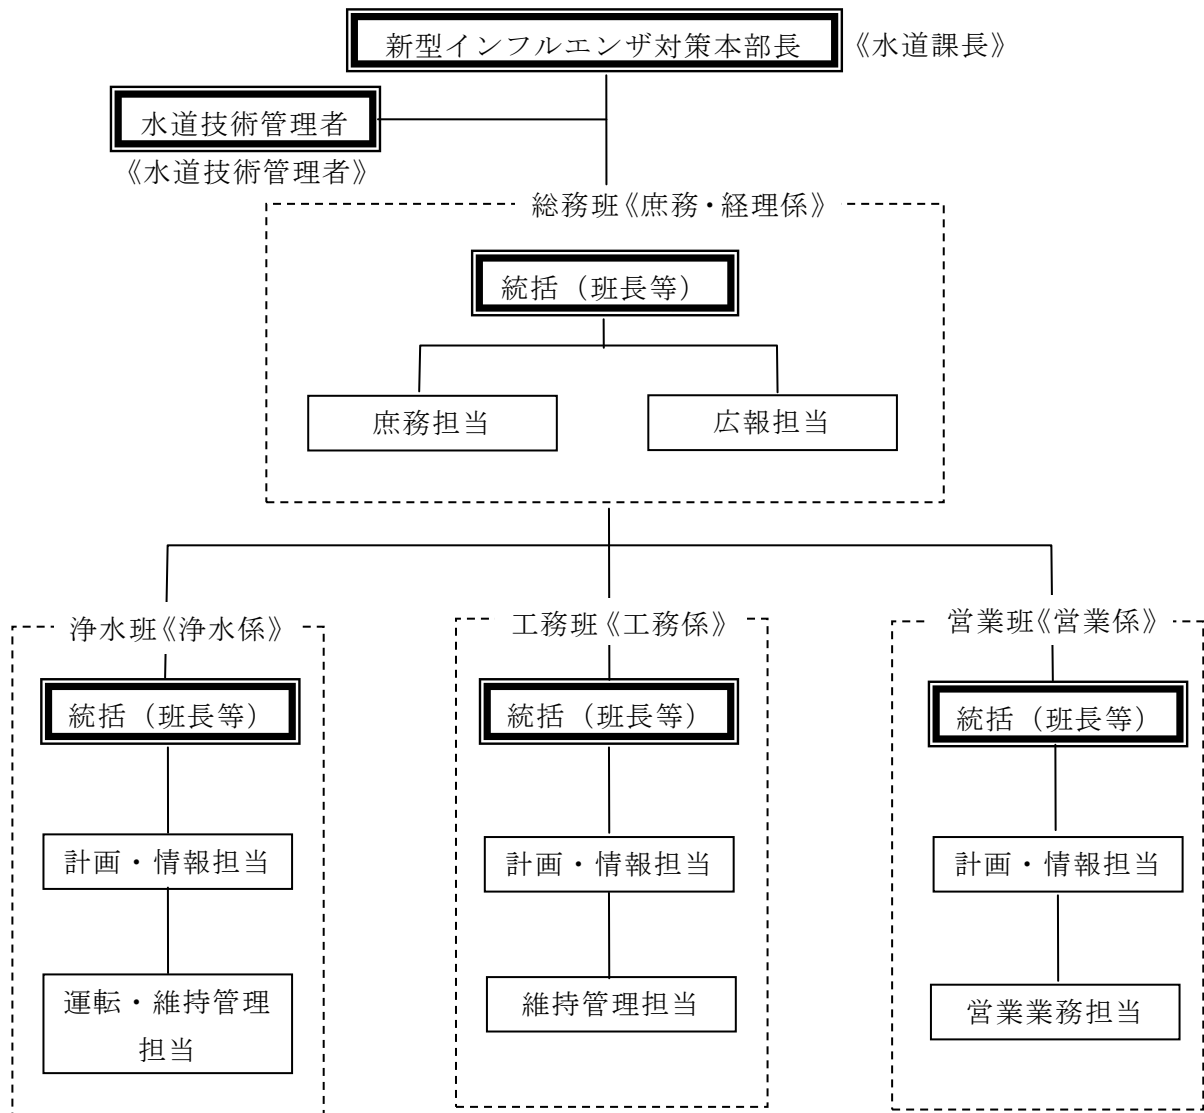 新型インフルエンザ対策本部長
《水道課長》
水道技術管理者
《水道技術管理者》
総務班《庶務・経理係》
統括（班長等）
庶務担当
広報担当
浄水班《浄水係》
統括（班長等）
計画・情報担当
運転・維持管理
担当
工務班《工務係》
統括（班長等）
計画・情報担当
維持管理担当
営業班《営業係》
統括（班長等）
計画・情報担当
営業業務担当